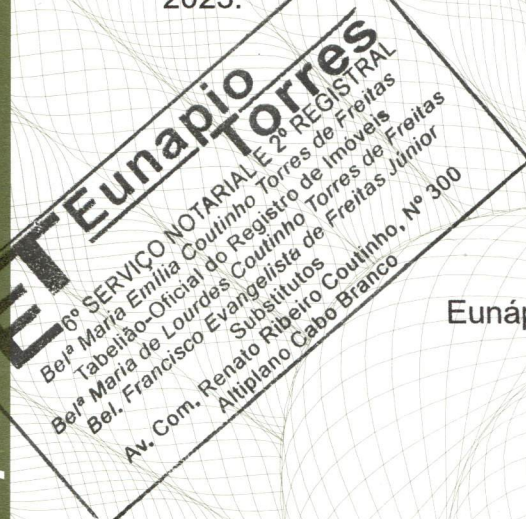 2025.
ET Eunapio
Torres
6º SERVIÇO NOTARIAL E 2º REGISTRAL
Belª Maria Emília Coutinho Torres de Freitas
Tabelião-Oficial do Registro de Imóveis
Belª Maria de Lourdes Coutinho Torres de Freitas
Bel. Francisco Evangelista de Freitas Júnior
Substitutos
Av. Com. Renato Ribeiro Coutinho, Nº 300
Altiplano Cabo Branco
Eunáp